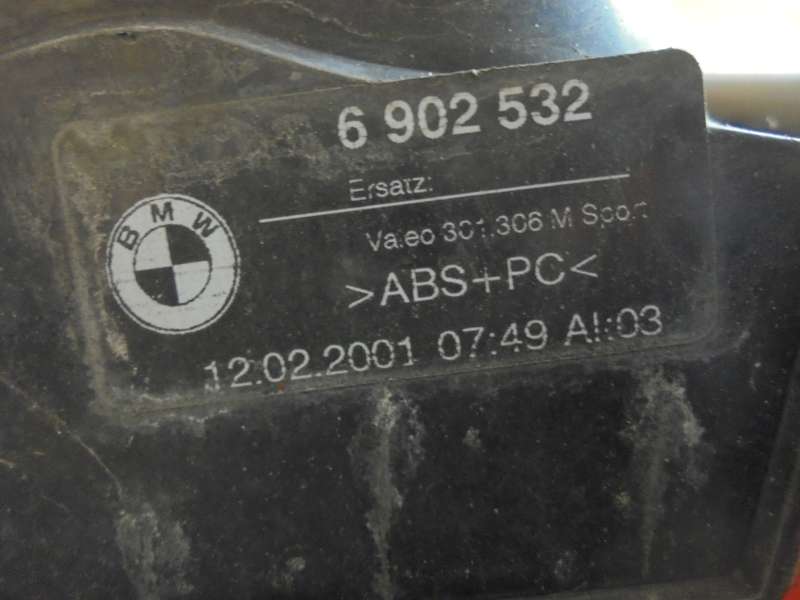 6 902 532
Ersatz:
BMW
Valeo 301.306 M Sport
>ABS+PC<
12.02.2001 07:49 AI:03